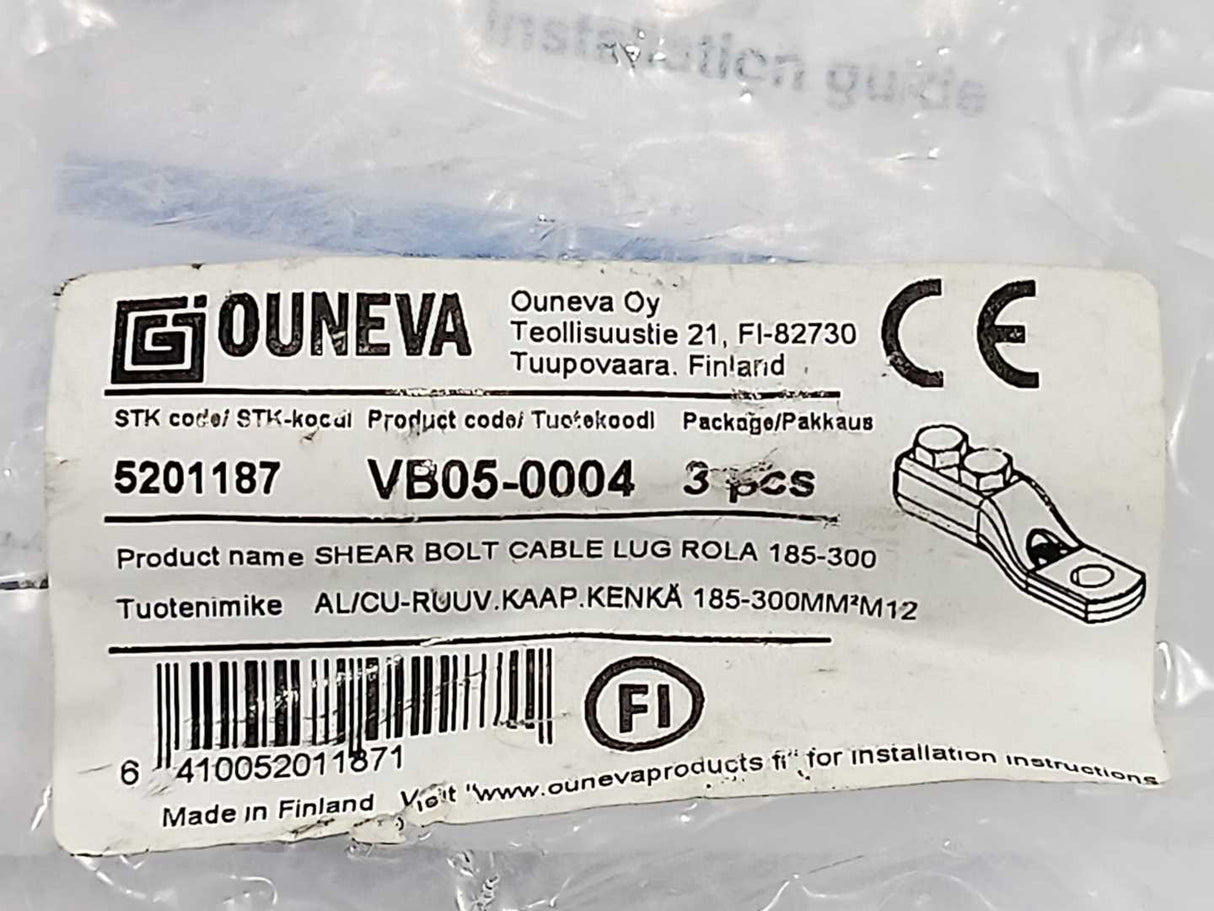 Installation guide
OUNEVA
Ouneva Oy
Teollisuustie 21, FI-82730
Tuupovaara. Finland
CE
STK code/ STK-koodi Product code/ Tuotekoodi Package/Pakkaus
5201187 VB05-0004 3 pcs
Product name SHEAR BOLT CABLE LUG ROLA 185-300
Tuotenimike AL/CU-RUUV.KAAP.KENKÄ 185-300MM²M12
FI
6 410052011871
Made in Finland Visit "www.ounevaproducts fi" for installation instructions